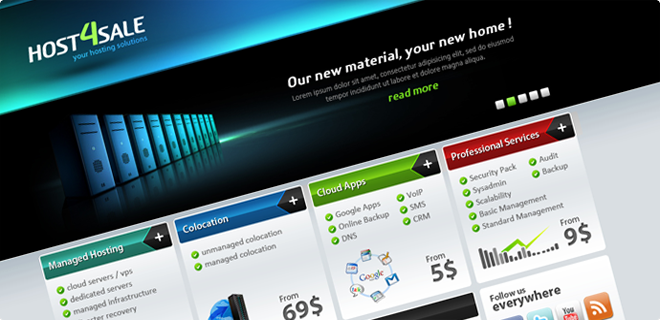 HOST4SALE
your hosting solutions
Our new material, your new home !
Lorem ipsum dolor sit amet, consectetur adipisicing elit, sed do eiusmod
tempor incididunt ut labore et dolore magna aliqua.
read more
Managed Hosting
cloud servers / vps
dedicated servers
managed infrastructure
recovery
Colocation
unmanaged colocation
managed colocation
From
69$
Cloud Apps
Google Apps
Online Backup
DNS
VoIP
SMS
CRM
Google
From
5$
Professional Services
Security Pack
Sysadmin
Scalability
Basic Management
Standard Management
Audit
Backup
From
9$
Follow us
everywhere
You